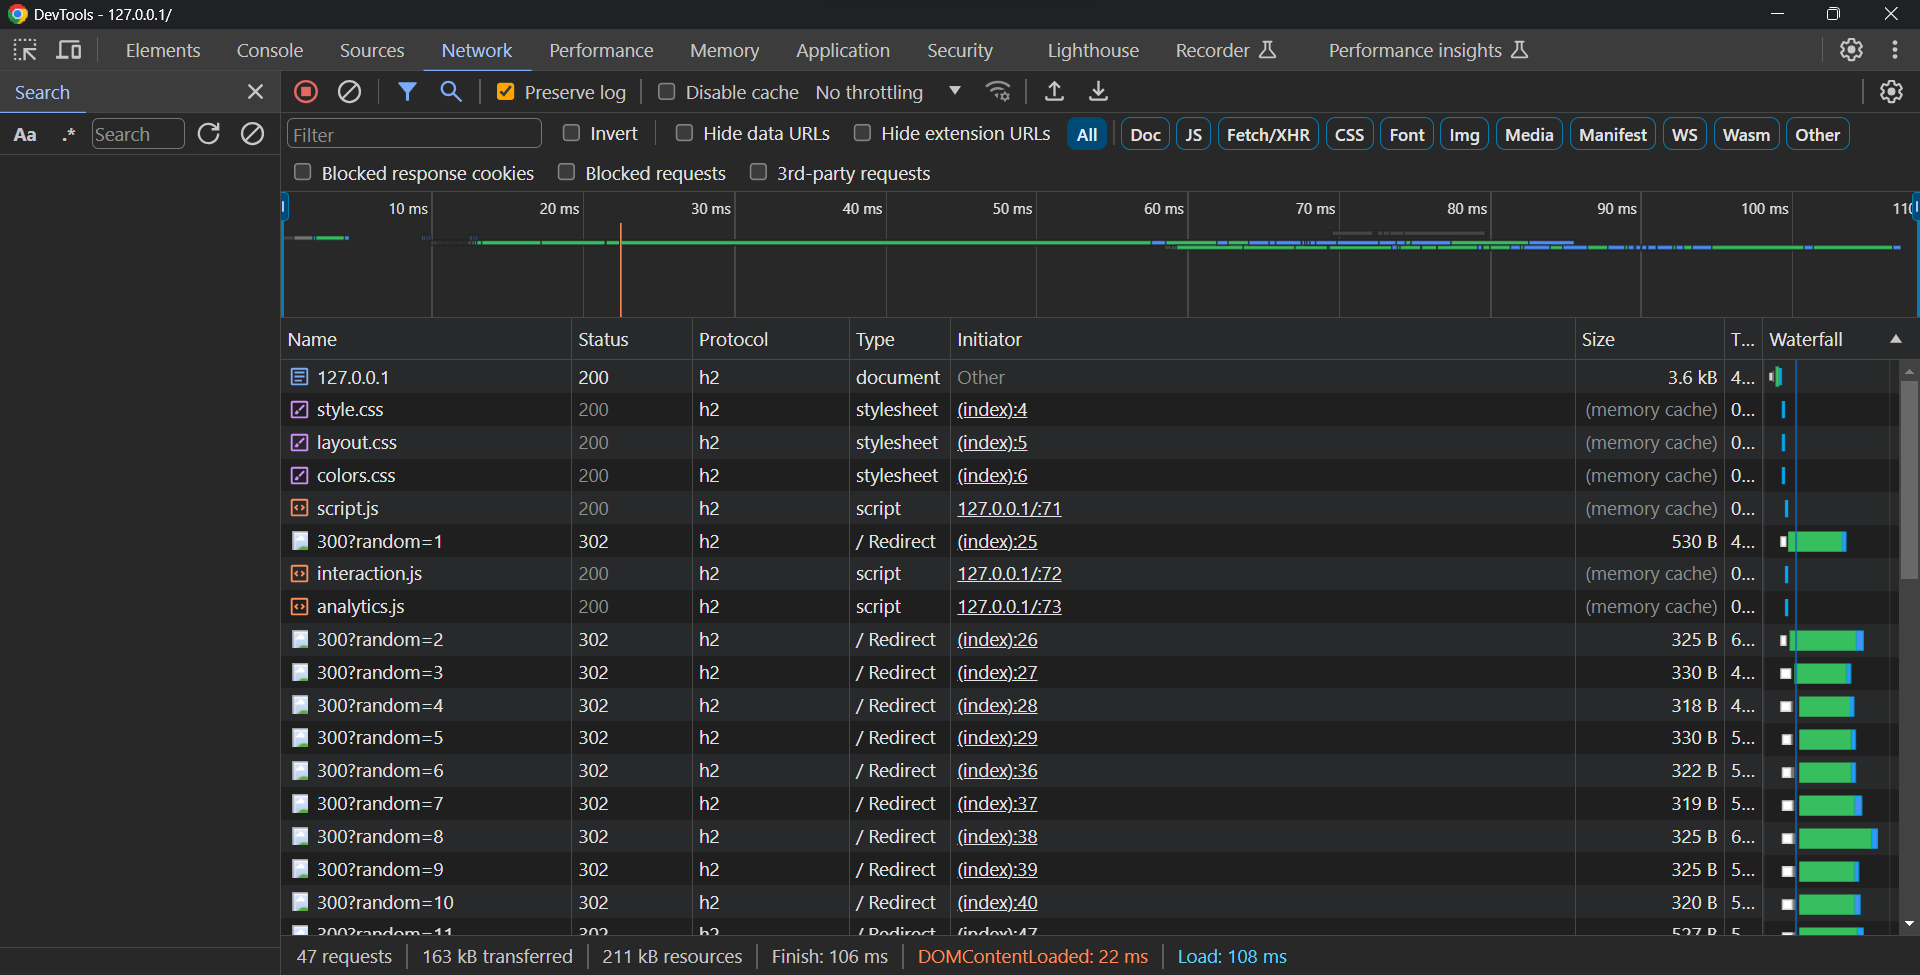 DevTools - 127.0.0.1/
Elements Console Sources Network Performance Memory Application Security Lighthouse Recorder Performance insights
Search Preserve log Disable cache No throttling
Aa .* Search Filter Invert Hide data URLs Hide extension URLs All Doc JS Fetch/XHR CSS Font Img Media Manifest WS Wasm Other
Blocked response cookies Blocked requests 3rd-party requests
10 ms 20 ms 30 ms 40 ms 50 ms 60 ms 70 ms 80 ms 90 ms 100 ms
Name Status Protocol Type Initiator Size T... Waterfall
127.0.0.1 200 h2 document Other 3.6 kB 4...
style.css 200 h2 stylesheet (index):4 (memory cache) 0...
layout.css 200 h2 stylesheet (index):5 (memory cache) 0...
colors.css 200 h2 stylesheet (index):6 (memory cache) 0...
script.js 200 h2 script 127.0.0.1/:71 (memory cache) 0...
300?random=1 302 h2 / Redirect (index):25 530 B 4...
interaction.js 200 h2 script 127.0.0.1/:72 (memory cache) 0...
analytics.js 200 h2 script 127.0.0.1/:73 (memory cache) 0...
300?random=2 302 h2 / Redirect (index):26 325 B 6...
300?random=3 302 h2 / Redirect (index):27 330 B 4...
300?random=4 302 h2 / Redirect (index):28 318 B 4...
300?random=5 302 h2 / Redirect (index):29 330 B 5...
300?random=6 302 h2 / Redirect (index):36 322 B 5...
300?random=7 302 h2 / Redirect (index):37 319 B 5...
300?random=8 302 h2 / Redirect (index):38 325 B 6...
300?random=9 302 h2 / Redirect (index):39 325 B 5...
300?random=10 302 h2 / Redirect (index):40 320 B 5...
300?random=11 302 h2 / Redirect (index):47 527 B 5
47 requests 163 kB transferred 211 kB resources Finish: 106 ms DOMContentLoaded: 22 ms Load: 108 ms